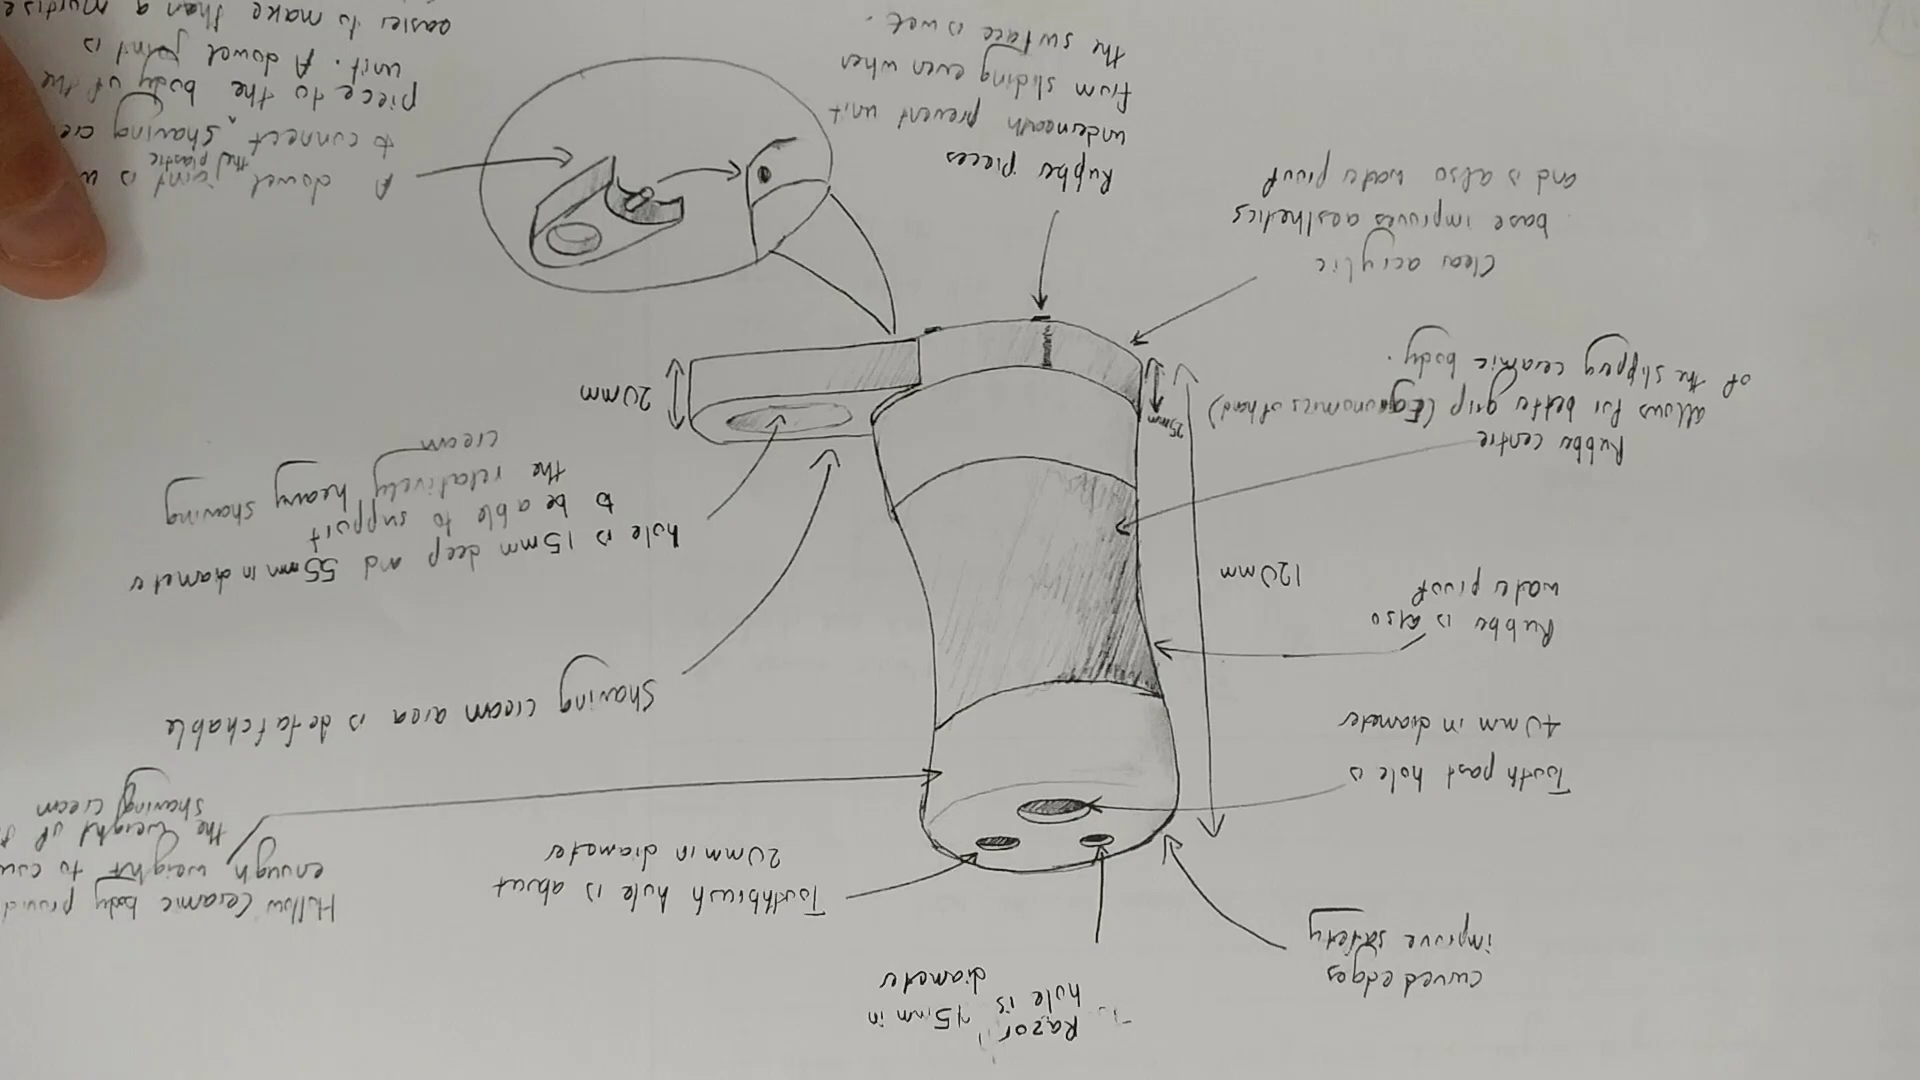 Razor
hole is 15mm in
diameter
curved edges
improve safety
Toothbrush hole is about
20mm in diameter
Hollow ceramic body
enough weight to
the weight of
shaving cream
Tooth past hole is
40mm in diameter
Shaving cream area is detatchable
Rubber is also
water proof
120mm
hole is 15mm deep and 55mm in diameter
to be able to support
the relatively heavy shaving
cream
Rubber centre
allows for better grip (Ergonomics of hand)
of the slippery ceramic body.
25mm
20mm
Clear acrylic
base improves aesthetics
and is also water proof
Rubber pieces
underneath prevent unit
from sliding even when
the surface is wet.
A dowel joint is
to connect the plastic shaving
piece to the body of the
unit. A dowel joint is
easier to make than a